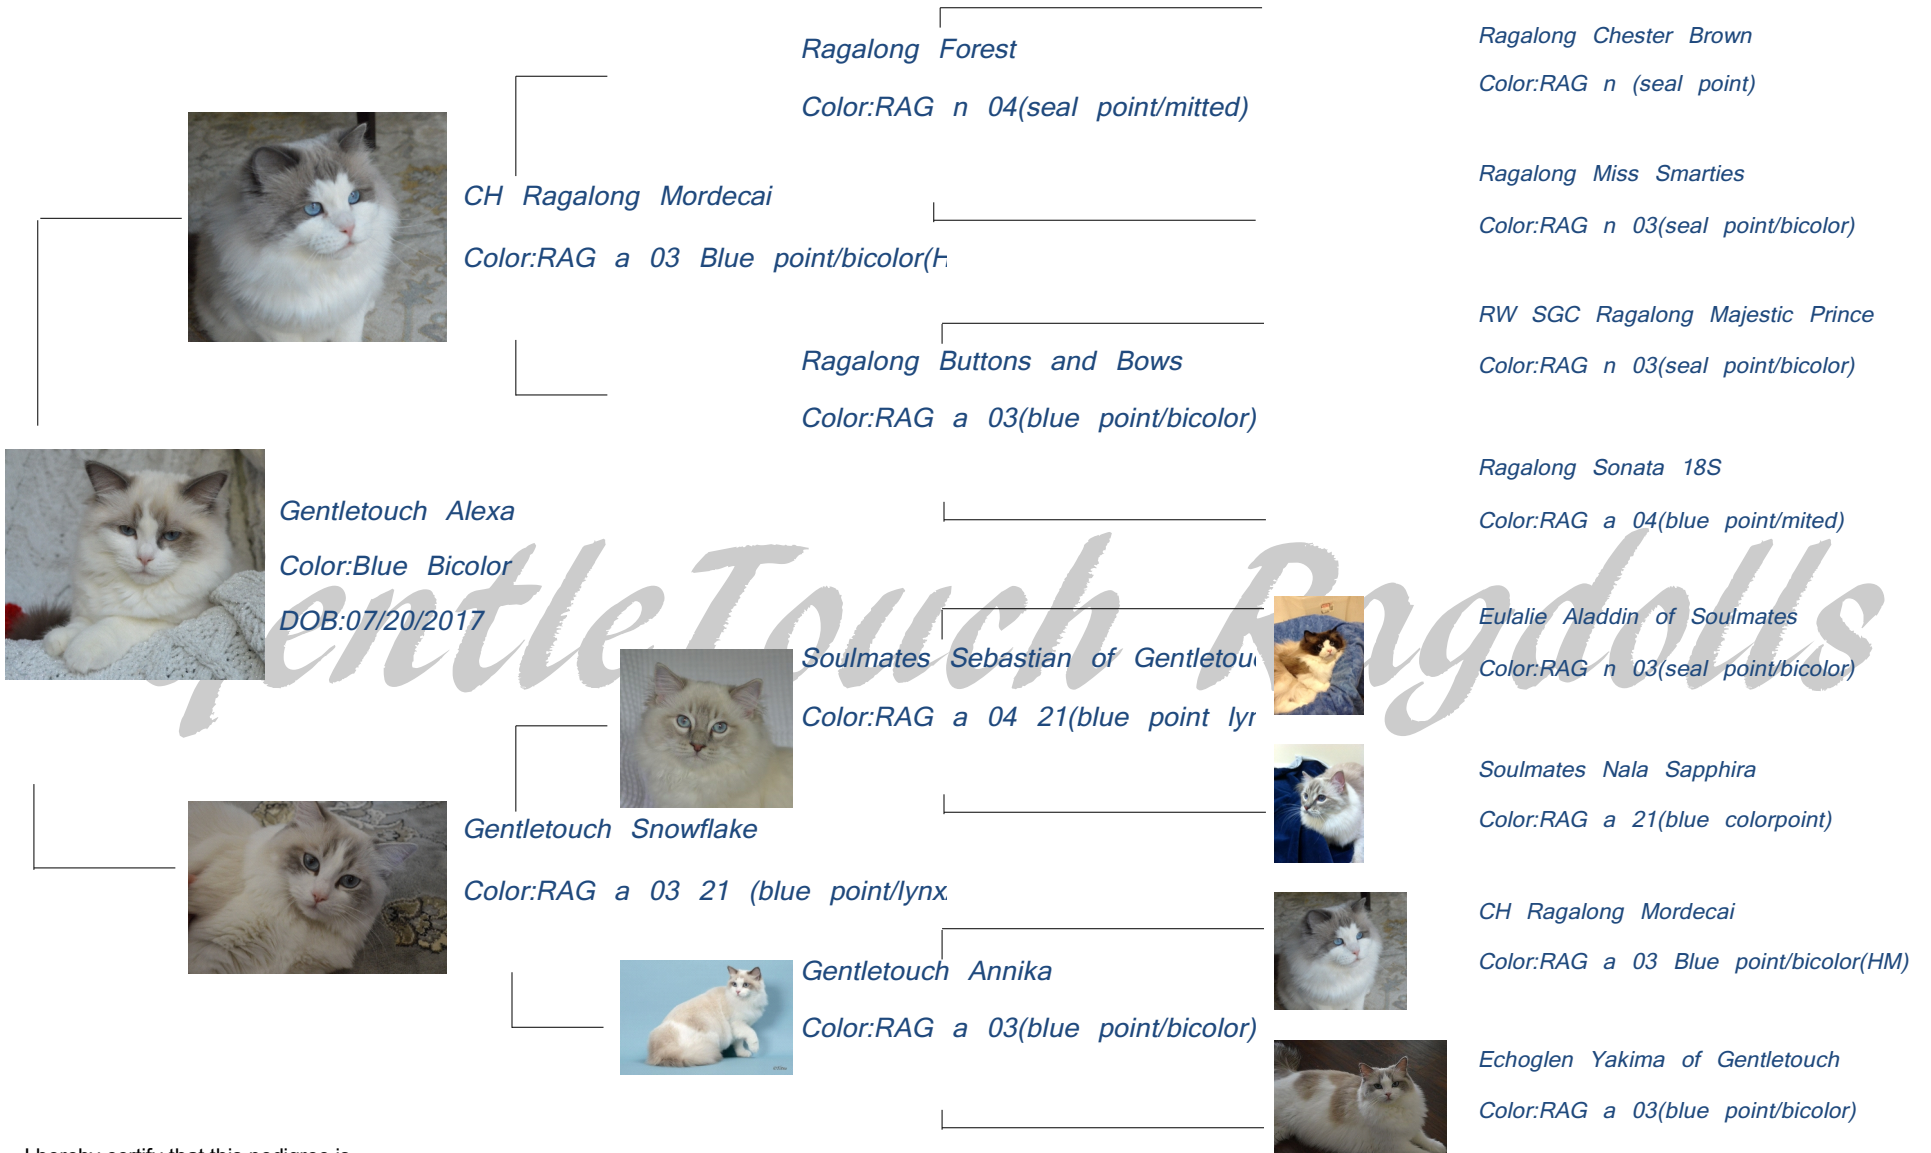 Ragalong Forest
Color:RAG n 04(seal point/mitted)
Ragalong Chester Brown
Color:RAG n (seal point)
Ragalong Miss Smarties
Color:RAG n 03(seal point/bicolor)
CH Ragalong Mordecai
Color:RAG a 03 Blue point/bicolor(H
RW SGC Ragalong Majestic Prince
Color:RAG n 03(seal point/bicolor)
Ragalong Buttons and Bows
Color:RAG a 03(blue point/bicolor)
Ragalong Sonata 18S
Color:RAG a 04(blue point/mited)
Gentletouch Alexa
Color:Blue Bicolor
DOB:07/20/2017
GentleTouch Ragdolls
Eulalie Aladdin of Soulmates
Color:RAG n 03(seal point/bicolor)
Soulmates Sebastian of Gentletou
Color:RAG a 04 21(blue point lyn
Soulmates Nala Sapphira
Color:RAG a 21(blue colorpoint)
Gentletouch Snowflake
Color:RAG a 03 21 (blue point/lynx
CH Ragalong Mordecai
Color:RAG a 03 Blue point/bicolor(HM)
Gentletouch Annika
Color:RAG a 03(blue point/bicolor)
Echoglen Yakima of Gentletouch
Color:RAG a 03(blue point/bicolor)
I hereby certify that this pedigree is